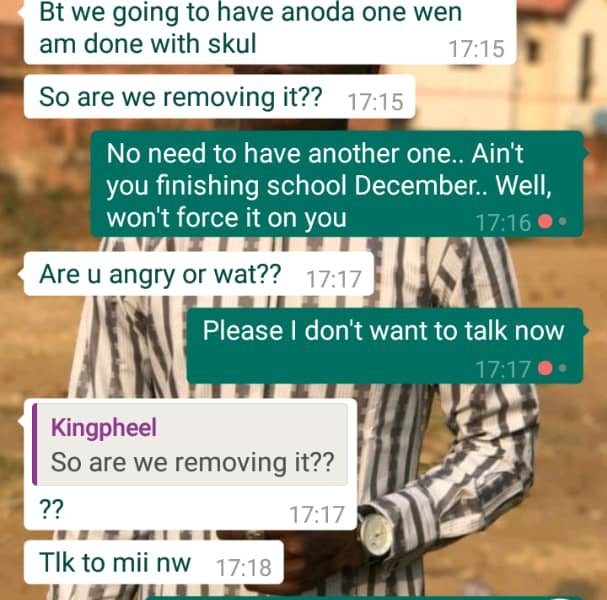 Bt we going to have anoda one wen
am done with skul
17:15
So are we removing it??
17:15
No need to have another one.. Ain't
you finishing school December.. Well,
won't force it on you
17:16
Are u angry or wat??
17:17
Please I don't want to talk now
17:17
Kingpheel
So are we removing it??
??
17:17
Tlk to mii nw
17:18